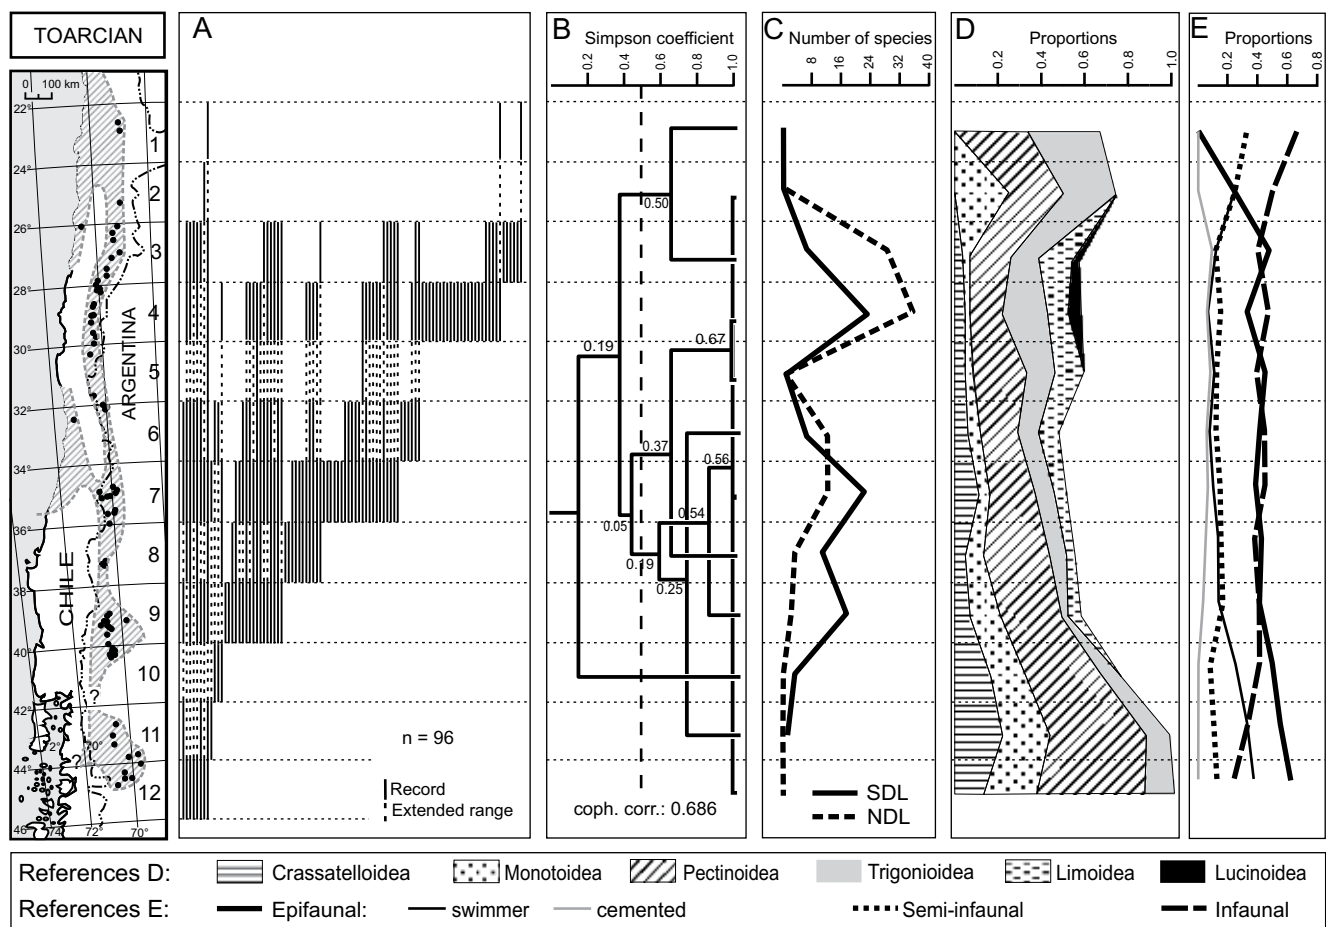 TOARCIAN
0 100 km
22°
24°
26°
28°
30°
32°
34°
36°
38°
40°
42°
44°
46°
74°
72°
70°
72°
70°
1
2
3
4
5
6
7
8
9
10
11
12
ARGENTINA
CHILE
?
?
A
n = 96
Record
Extended range
B
Simpson coefficient
0.2 0.4 0.6 0.8 1.0
0.50
0.19
0.67
0.37
0.56
0.54
0.05
0.19
0.25
coph. corr.: 0.686
C
Number of species
8 16 24 32 40
SDL
NDL
D
Proportions
0.2 0.4 0.6 0.8 1.0
E
Proportions
0.2 0.4 0.6 0.8
References D: Crassatelloidea Monotoidea Pectinoidea Trigonioidea Limoidea Lucinoidea
References E: Epifaunal: swimmer cemented Semi-infaunal Infaunal